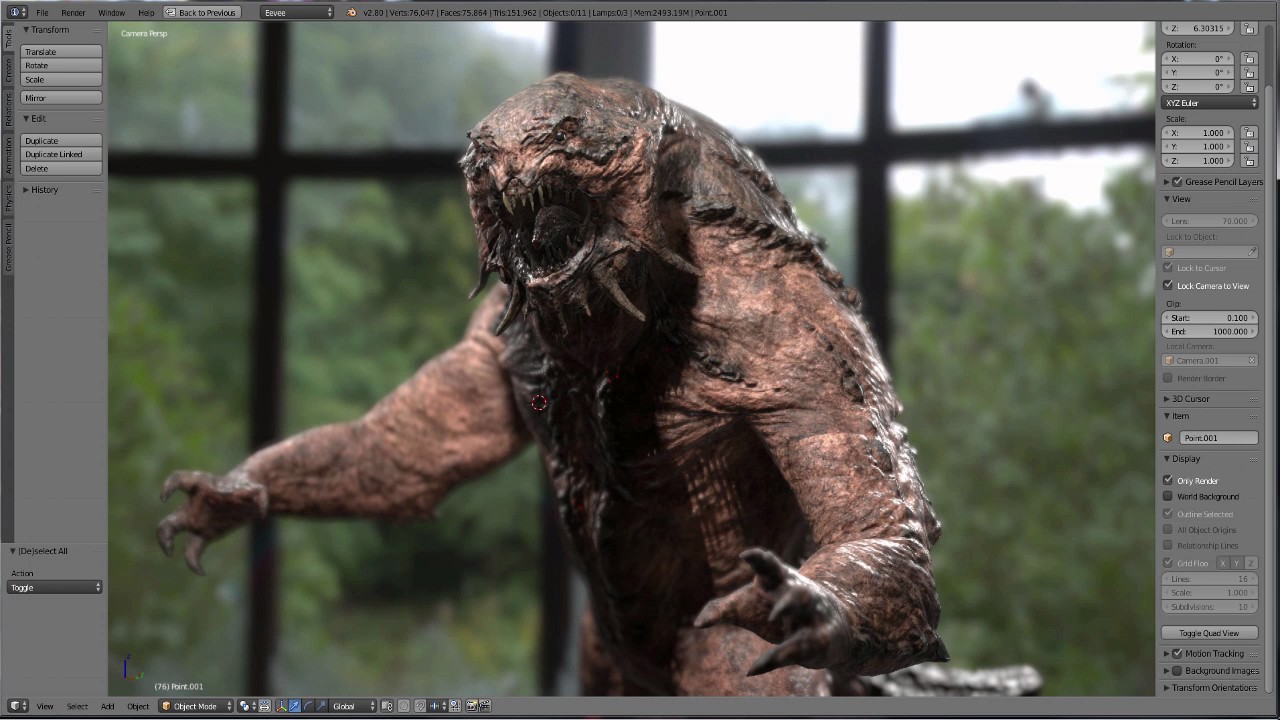 File Render Window Help Back to Previous Eevee v2.80 | Verts:76,047 | Faces:75,864 | Tris:151,962 | Objects:0/11 | Lamps:0/3 | Mem:2493.19M | Point.001
Tools
Create
Relations
Animation
Physics
Grease Pencil
Transform
Translate
Rotate
Scale
Mirror
Edit
Duplicate
Duplicate Linked
Delete
History
(De)select All
Action
Toggle
Camera Persp
(76) Point.001
Z: 6.30315
Rotation:
X: 0°
Y: 0°
Z: 0°
XYZ Euler
Scale:
X: 1.000
Y: 1.000
Z: 1.000
Grease Pencil Layers
View
Lens: 70.000
Lock to Object:
Lock to Cursor
Lock Camera to View
Clip:
Start: 0.100
End: 1000.000
Local Camera:
Camera.001
Render Border
3D Cursor
Item
Point.001
Display
Only Render
World Background
Outline Selected
All Object Origins
Relationship Lines
Grid Floo X Y Z
Lines: 16
Scale: 1.000
Subdivisions: 10
Toggle Quad View
Motion Tracking
Background Images
Transform Orientations
View Select Add Object Object Mode Global